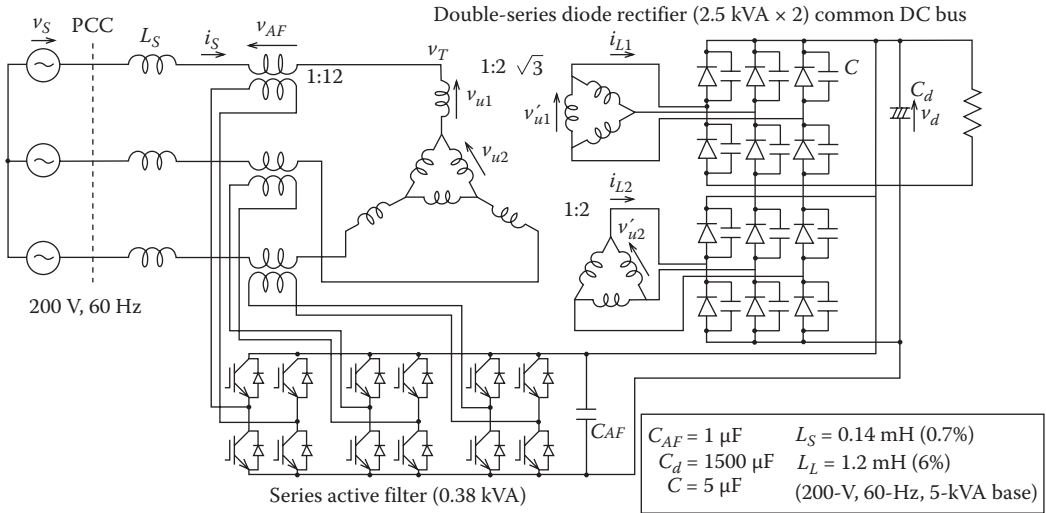 Double-series diode rectifier (2.5 kVA × 2) common DC bus
v_S
PCC
L_S
i_S
v_AF
1:12
v_T
v_u1
v_u2
1:2 √3
i_L1
v′_u1
C
C_d
v_d
1:2
i_L2
v′_u2
200 V, 60 Hz
C_AF
Series active filter (0.38 kVA)
C_AF = 1 µF L_S = 0.14 mH (0.7%)
C_d = 1500 µF L_L = 1.2 mH (6%)
C = 5 µF (200-V, 60-Hz, 5-kVA base)